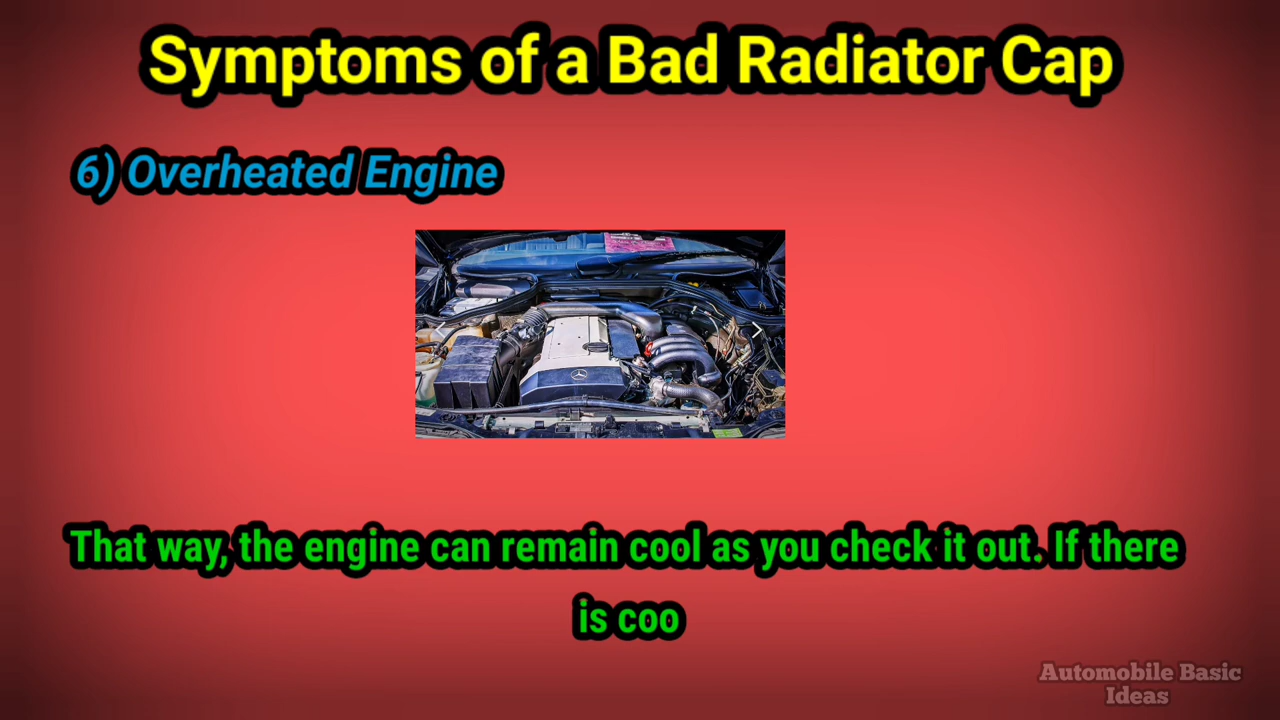 Symptoms of a Bad Radiator Cap
6) Overheated Engine
That way, the engine can remain cool as you check it out. If there
is coo
Automobile Basic
Ideas